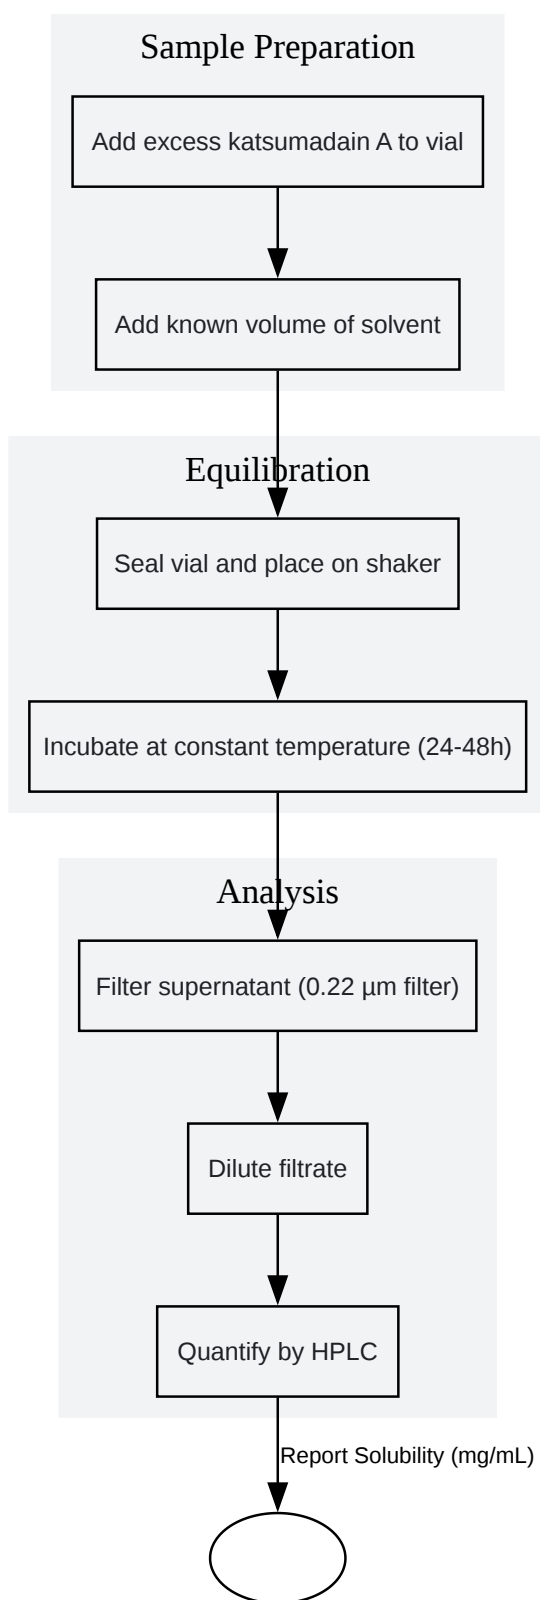 Sample Preparation
Add excess katsumadain A to vial
Add known volume of solvent
Equilibration
Seal vial and place on shaker
Incubate at constant temperature (24-48h)
Analysis
Filter supernatant (0.22 µm filter)
Dilute filtrate
Quantify by HPLC
Report Solubility (mg/mL)